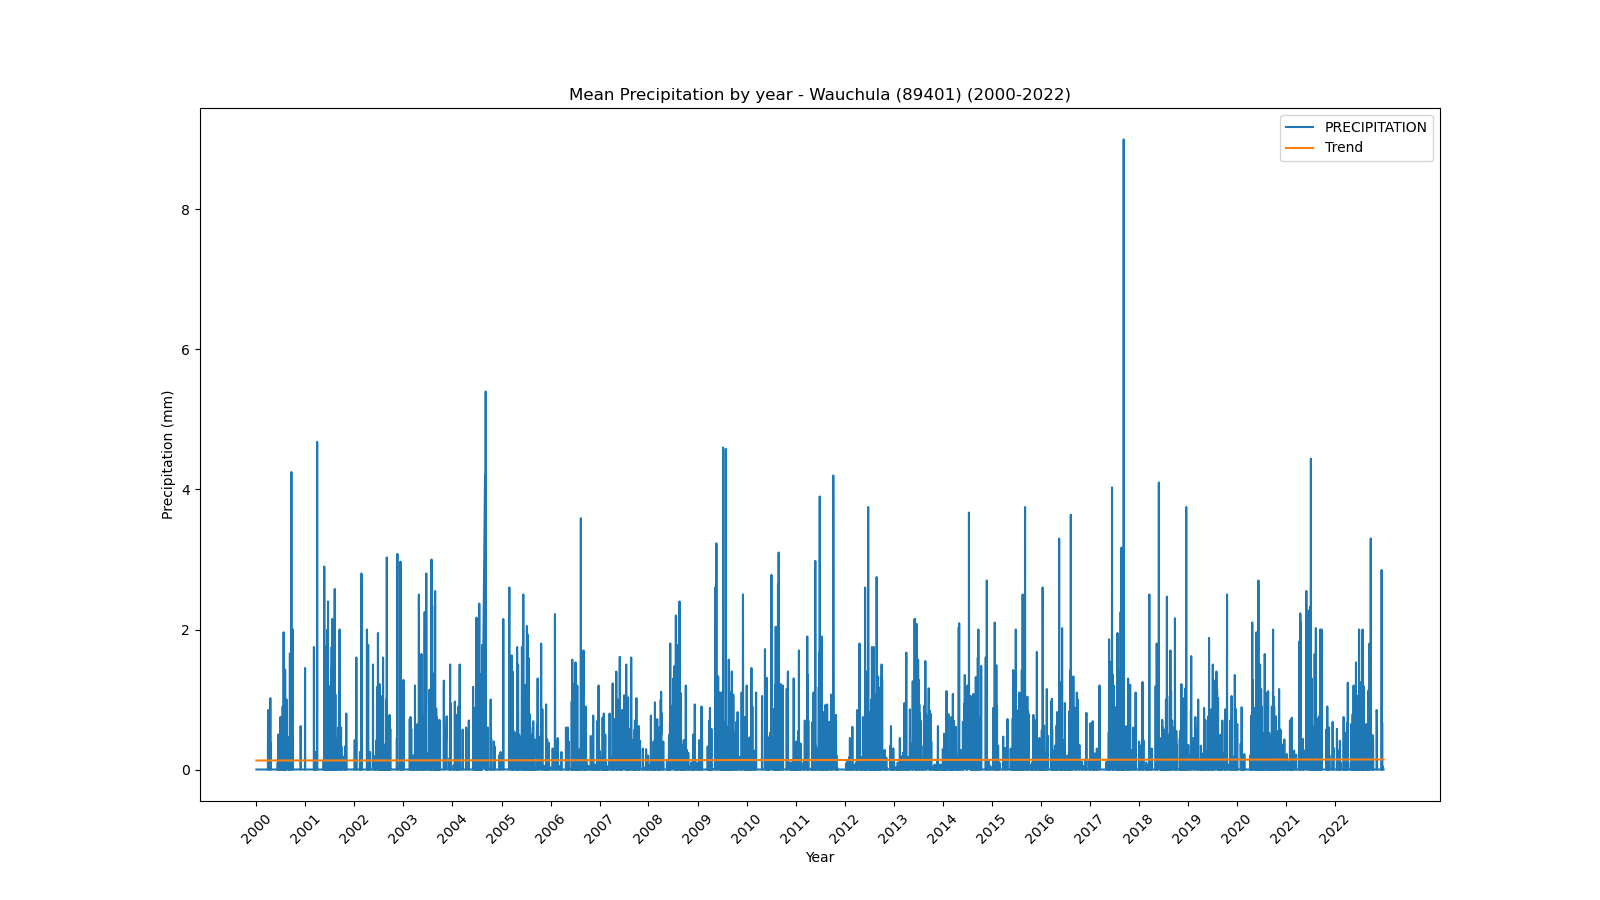 Mean Precipitation by year - Wauchula (89401) (2000-2022)
PRECIPITATION
Trend
8
6
4
2
0
Precipitation (mm)
2000 2001 2002 2003 2004 2005 2006 2007 2008 2009 2010 2011 2012 2013 2014 2015 2016 2017 2018 2019 2020 2021 2022
Year